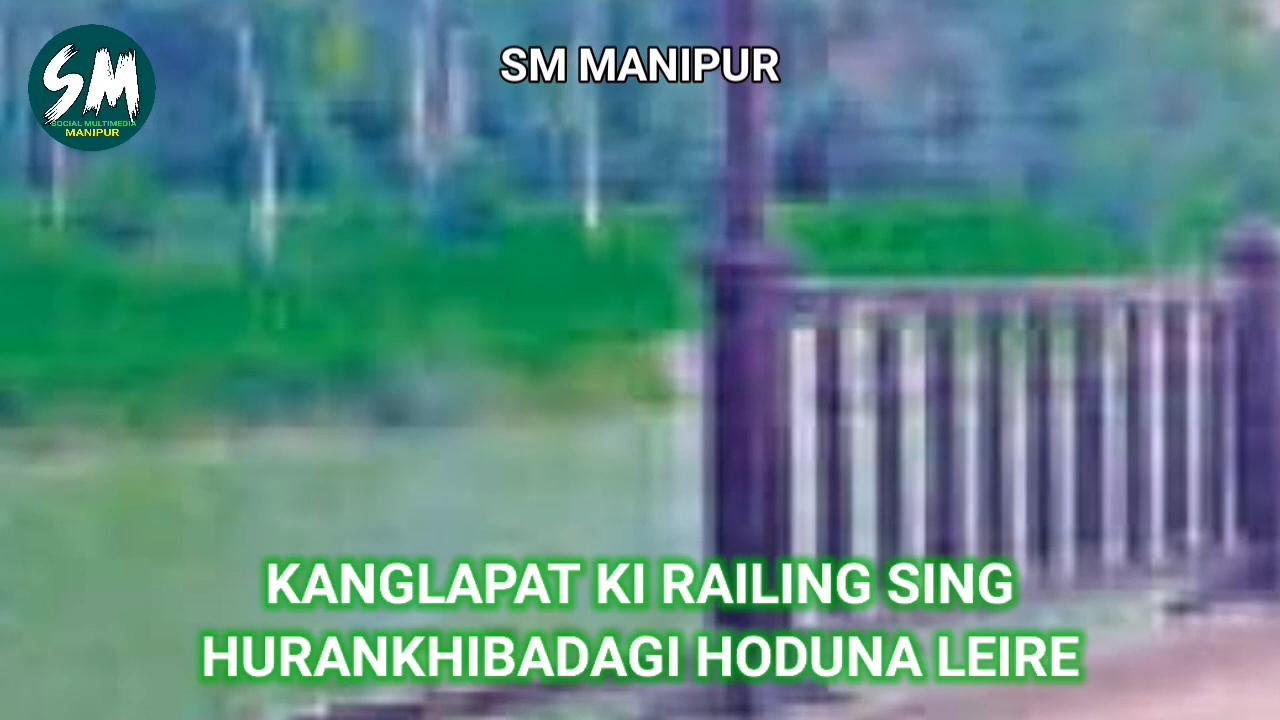 SM MANIPUR
SM
SOCIAL MULTIMEDIA
MANIPUR
KANGLAPAT KI RAILING SING
HURANKHIBADAGI HODUNA LEIRE